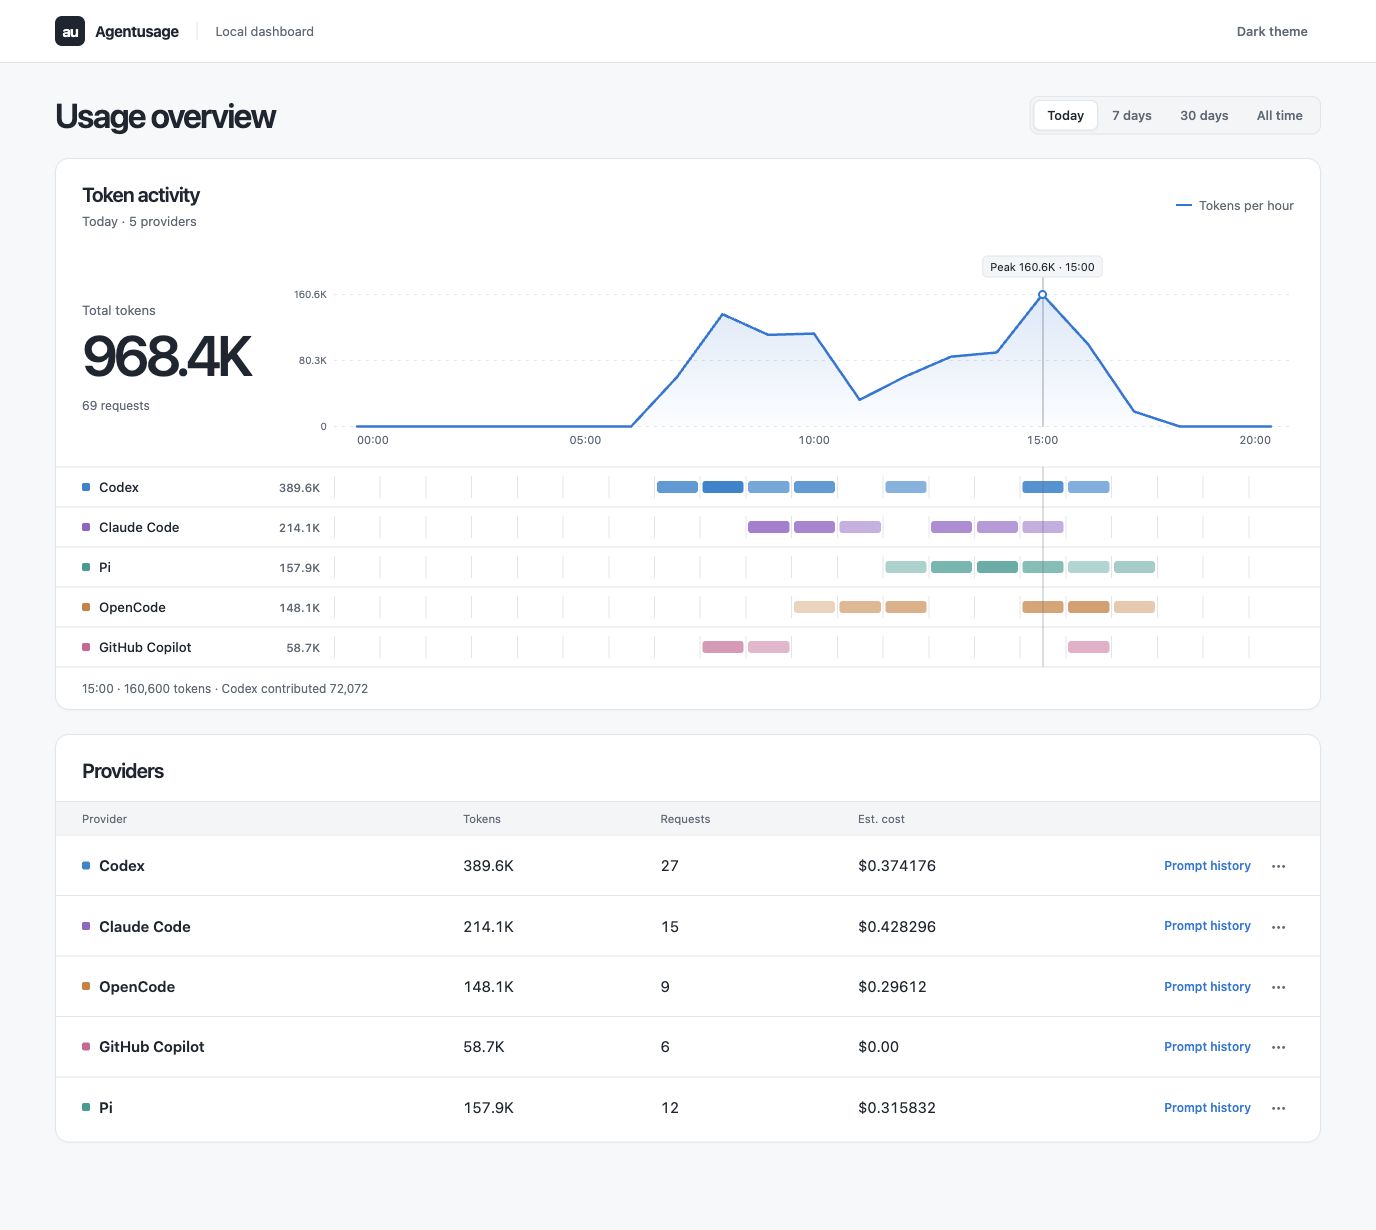 au Agentusage Local dashboard Dark theme
Usage overview
Today 7 days 30 days All time
Token activity
Today · 5 providers
Tokens per hour
Peak 160.6K · 15:00
Total tokens
968.4K
69 requests
160.6K
80.3K
0
00:00 05:00 10:00 15:00 20:00
Codex 389.6K
Claude Code 214.1K
Pi 157.9K
OpenCode 148.1K
GitHub Copilot 58.7K
15:00 · 160,600 tokens · Codex contributed 72,072
Providers
Provider Tokens Requests Est. cost
Codex 389.6K 27 $0.374176 Prompt history
Claude Code 214.1K 15 $0.428296 Prompt history
OpenCode 148.1K 9 $0.29612 Prompt history
GitHub Copilot 58.7K 6 $0.00 Prompt history
Pi 157.9K 12 $0.315832 Prompt history